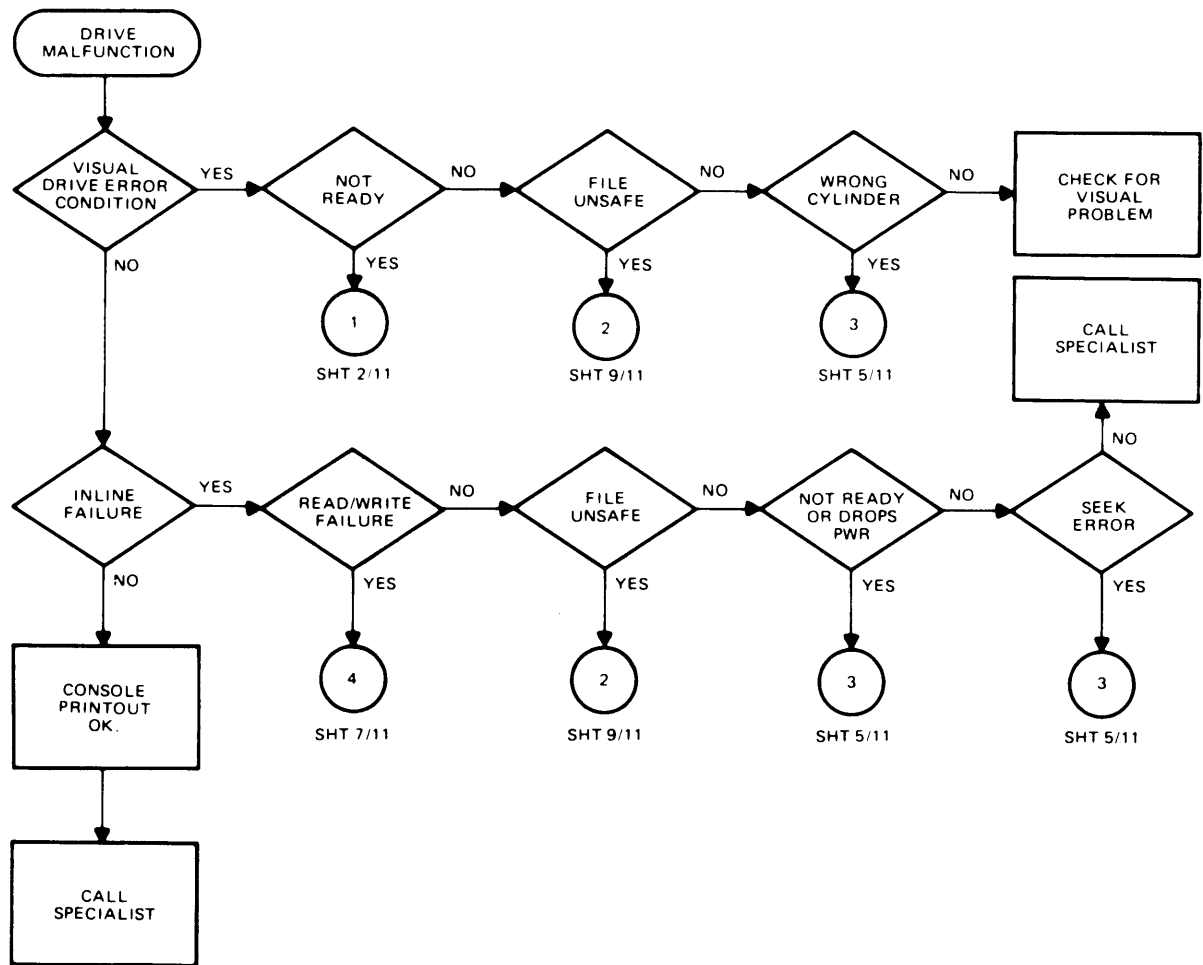 DRIVE
MALFUNCTION
VISUAL
DRIVE ERROR
CONDITION
YES
NO
NOT
READY
NO
YES
1
SHT 2/11
FILE
UNSAFE
NO
YES
2
SHT 9/11
WRONG
CYLINDER
NO
YES
3
SHT 5/11
CHECK FOR
VISUAL
PROBLEM
CALL
SPECIALIST
NO
INLINE
FAILURE
YES
NO
READ/WRITE
FAILURE
NO
YES
4
SHT 7/11
FILE
UNSAFE
NO
YES
2
SHT 9/11
NOT READY
OR DROPS
PWR
NO
YES
3
SHT 5/11
SEEK
ERROR
YES
3
SHT 5/11
CONSOLE
PRINTOUT
OK.
CALL
SPECIALIST